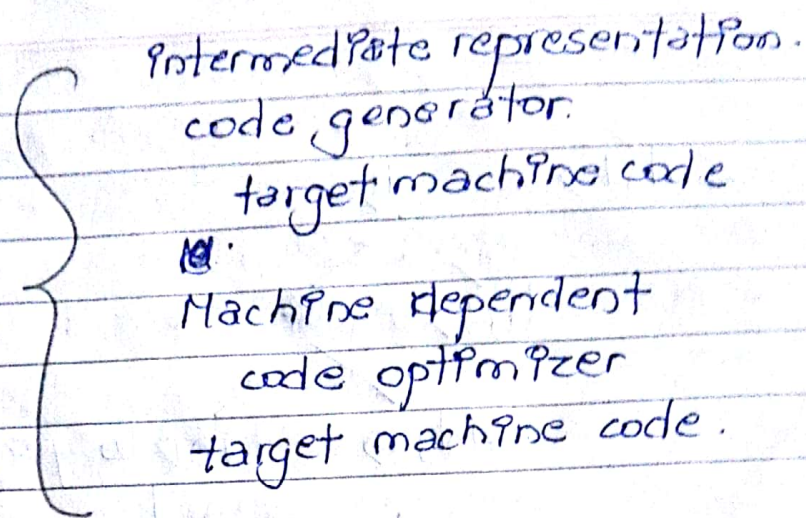 intermediate representation.
code generator.
target machine code
Machine dependent
code optimizer
target machine code.